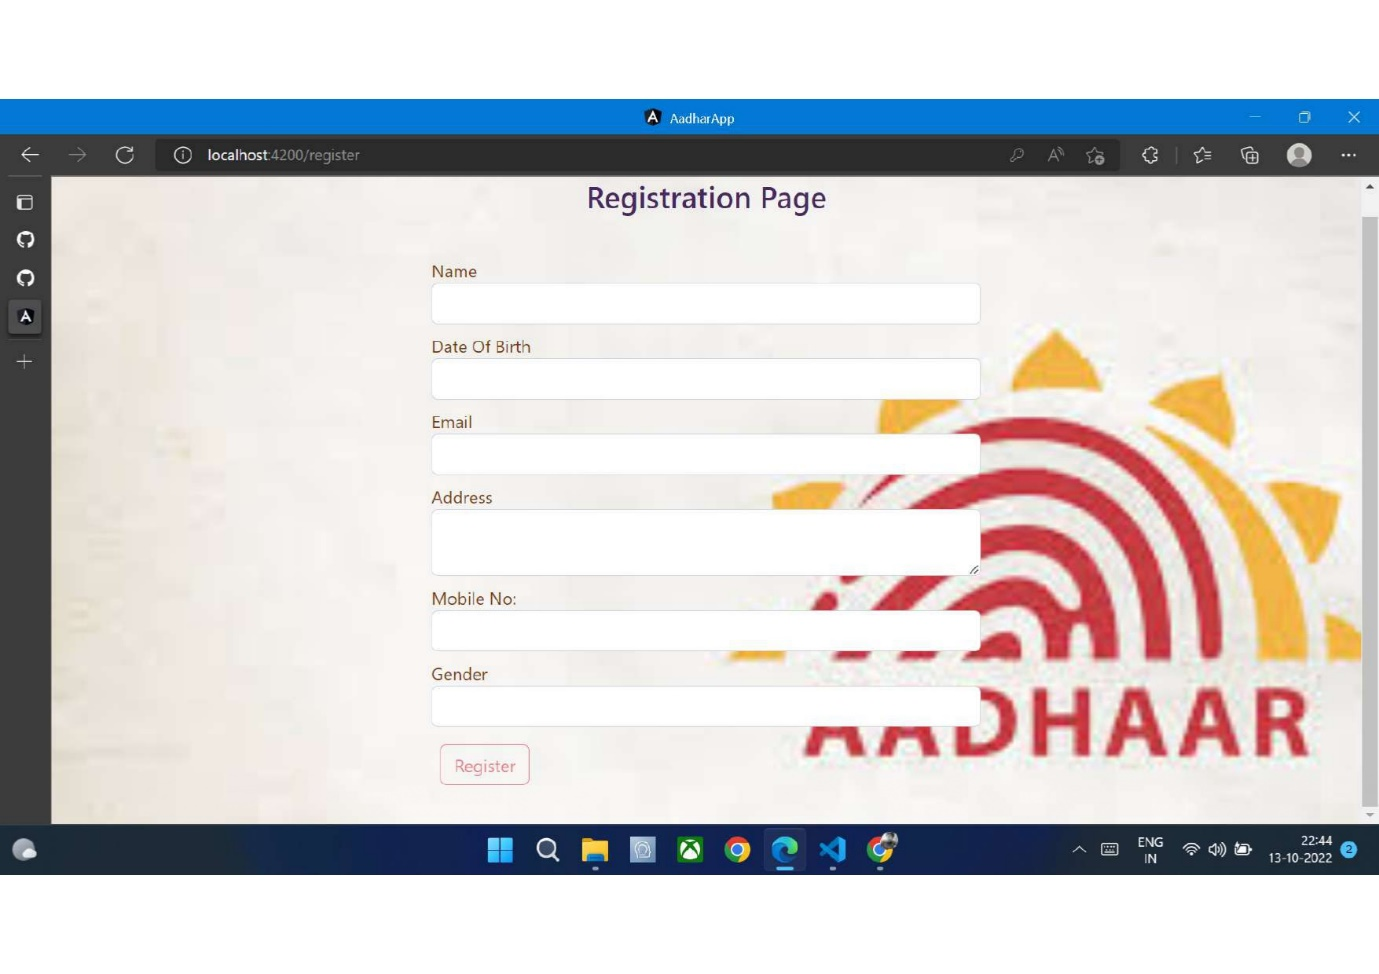 AadharApp
localhost:4200/register
Registration Page
Name
Date Of Birth
Email
Address
Mobile No:
Gender
Register
AADHAAR
ENG
IN
22:44
13-10-2022
2